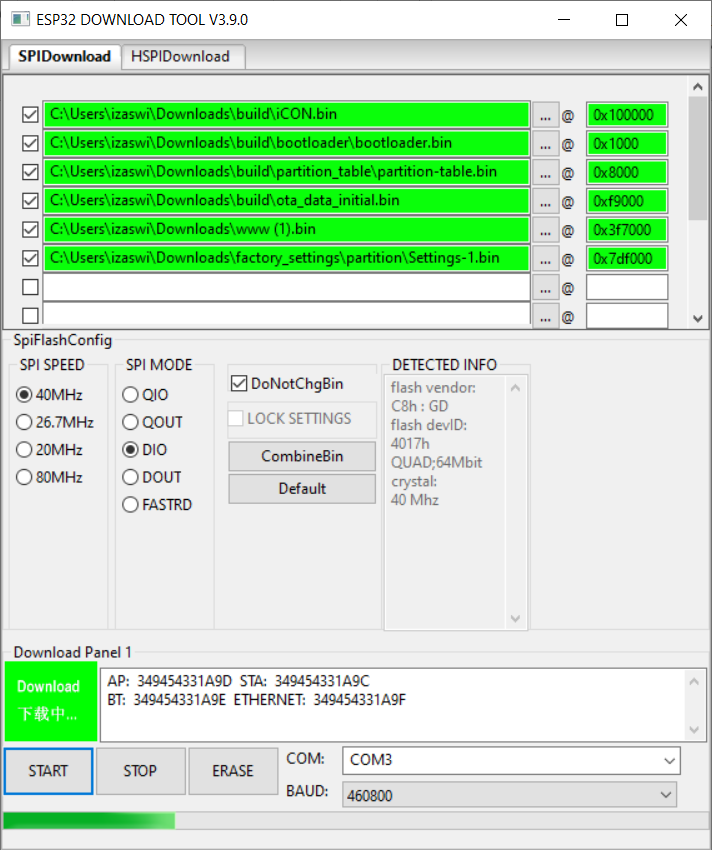 ESP32 DOWNLOAD TOOL V3.9.0
SPIDownload HSPIDownload
C:\Users\izaswi\Downloads\build\iCON.bin ... @ 0x100000
C:\Users\izaswi\Downloads\build\bootloader\bootloader.bin ... @ 0x1000
C:\Users\izaswi\Downloads\build\partition_table\partition-table.bin ... @ 0x8000
C:\Users\izaswi\Downloads\build\ota_data_initial.bin ... @ 0xf9000
C:\Users\izaswi\Downloads\www (1).bin ... @ 0x3f7000
C:\Users\izaswi\Downloads\factory_settings\partition\Settings-1.bin ... @ 0x7df000
... @
... @
SpiFlashConfig
SPI SPEED
40MHz
26.7MHz
20MHz
80MHz
SPI MODE
QIO
QOUT
DIO
DOUT
FASTRD
DoNotChgBin
LOCK SETTINGS
CombineBin
Default
DETECTED INFO
flash vendor:
C8h : GD
flash devID:
4017h
QUAD;64Mbit
crystal:
40 Mhz
Download Panel 1
Download
下载中...
AP: 349454331A9D STA: 349454331A9C
BT: 349454331A9E ETHERNET: 349454331A9F
START STOP ERASE
COM: COM3
BAUD: 460800